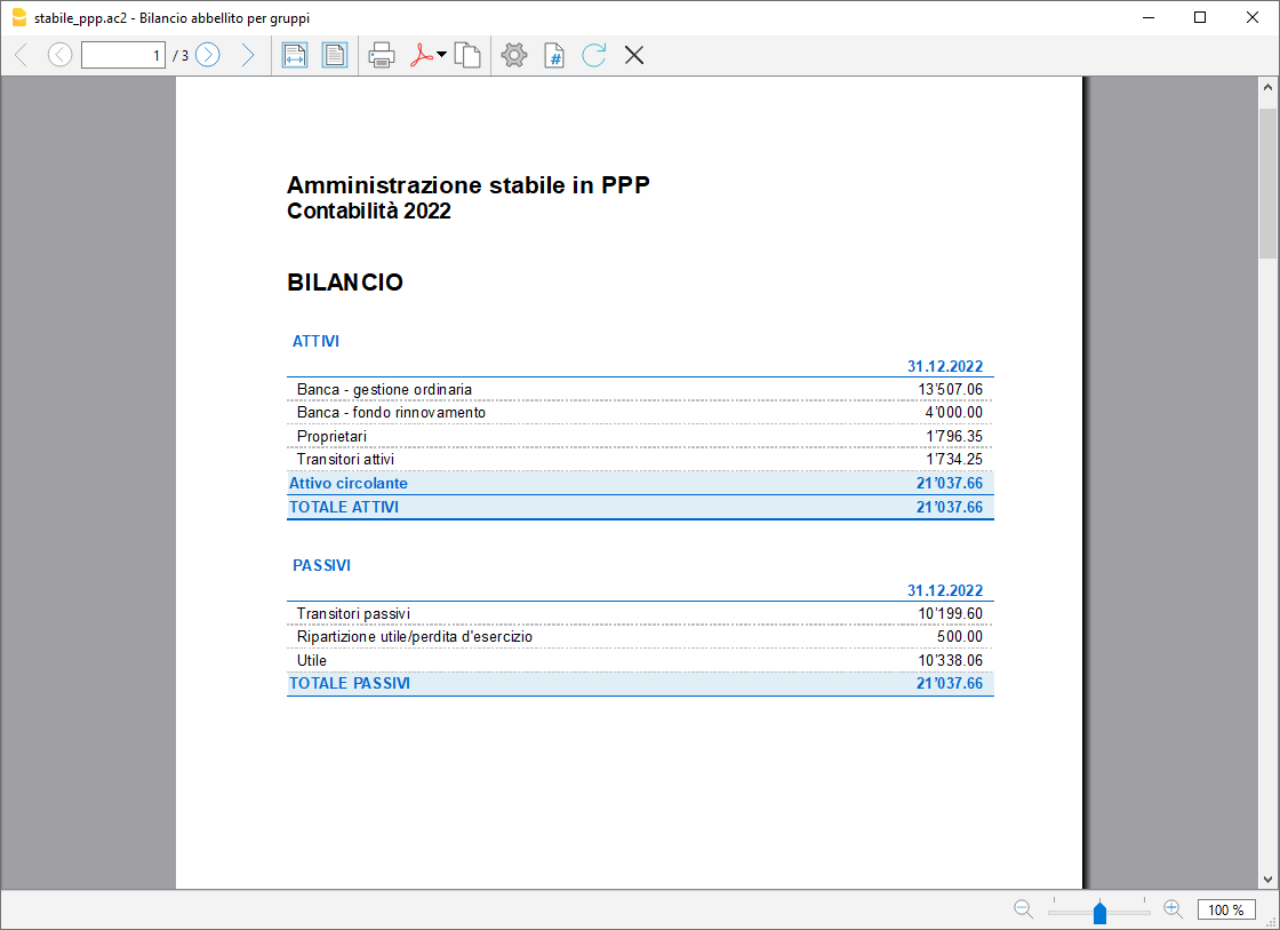 stabile_ppp.ac2 - Bilancio abbellito per gruppi
1 / 3
Amministrazione stabile in PPP
Contabilità 2022
BILANCIO
ATTIVI
31.12.2022
Banca - gestione ordinaria 13'507.06
Banca - fondo rinnovamento 4'000.00
Proprietari 1'796.35
Transitori attivi 1'734.25
Attivo circolante 21'037.66
TOTALE ATTIVI 21'037.66
PASSIVI
31.12.2022
Transitori passivi 10'199.60
Ripartizione utile/perdita d'esercizio 500.00
Utile 10'338.06
TOTALE PASSIVI 21'037.66
100 %